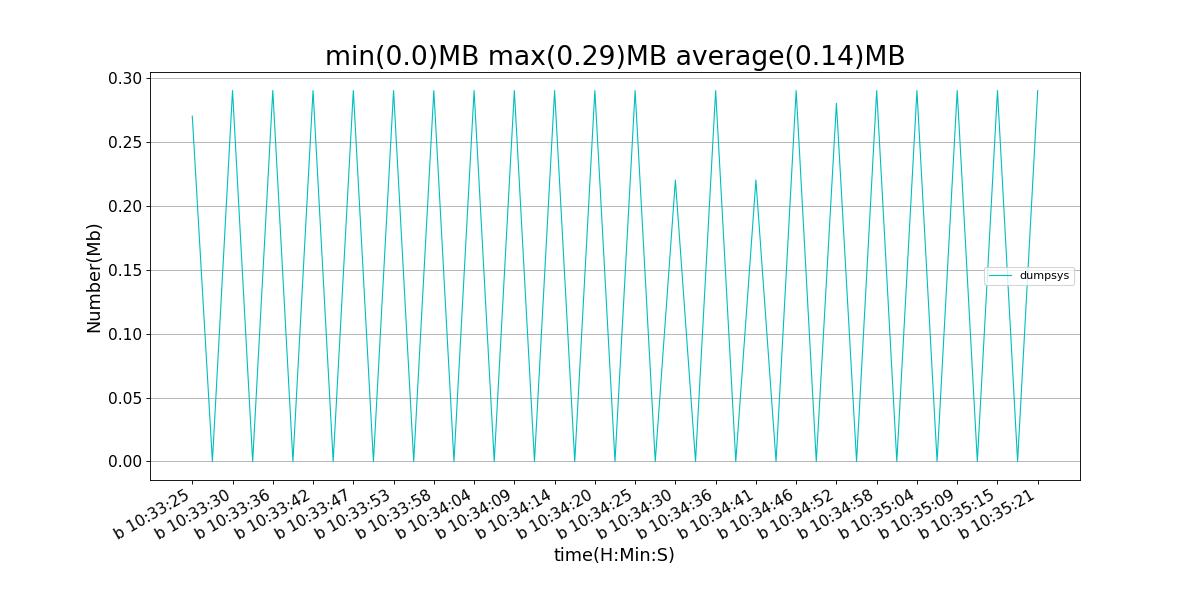 min(0.0)MB max(0.29)MB average(0.14)MB
0.30
0.25
0.20
0.15
0.10
0.05
0.00
Number(Mb)
dumpsys
b 10:33:25
b 10:33:30
b 10:33:36
b 10:33:42
b 10:33:47
b 10:33:53
b 10:33:58
b 10:34:04
b 10:34:09
b 10:34:14
b 10:34:20
b 10:34:25
b 10:34:30
b 10:34:36
b 10:34:41
b 10:34:46
b 10:34:52
b 10:34:58
b 10:35:04
b 10:35:09
b 10:35:15
b 10:35:21
time(H:Min:S)